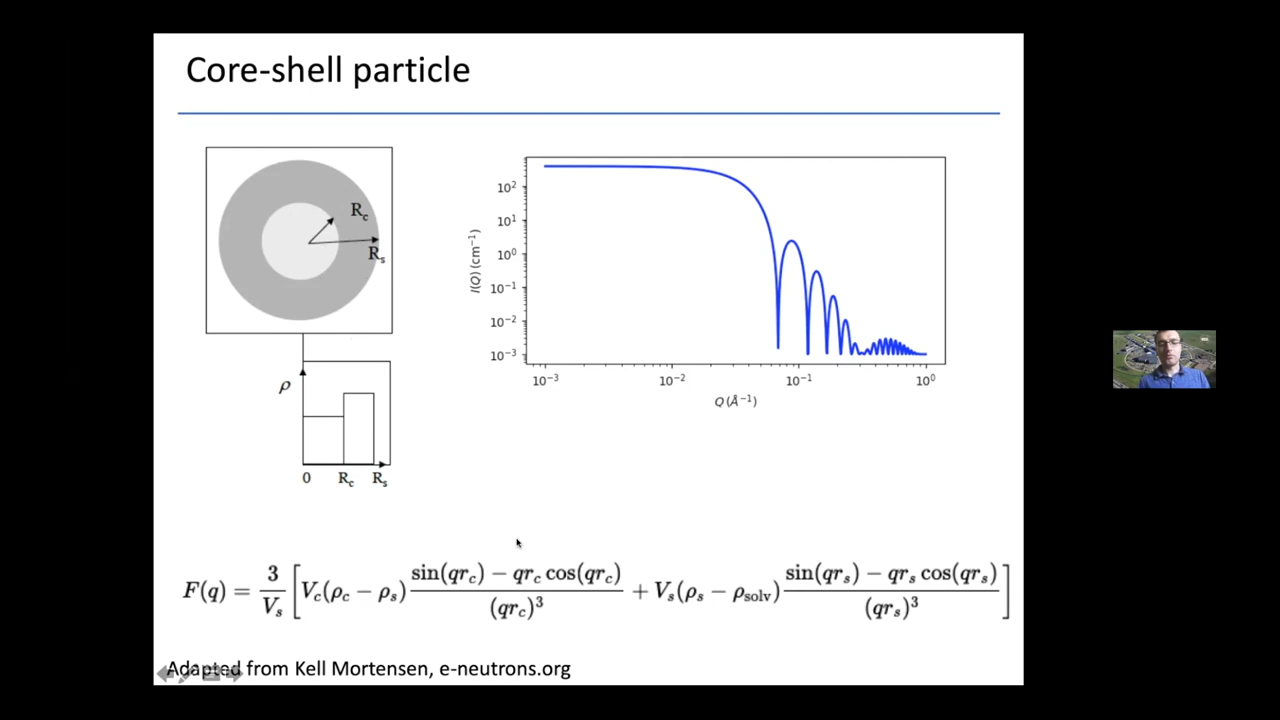 Core-shell particle
R_c
R_s
ρ
0 R_c R_s
I(Q) (cm⁻¹)
10²
10¹
10⁰
10⁻¹
10⁻²
10⁻³
10⁻³ 10⁻² 10⁻¹ 10⁰
Q (Å⁻¹)
F(q) = 3/V_s [V_c(ρ_c − ρ_s) (sin(qr_c) − qr_c cos(qr_c))/(qr_c)³ + V_s(ρ_s − ρ_solv) (sin(qr_s) − qr_s cos(qr_s))/(qr_s)³]
Adapted from Kell Mortensen, e-neutrons.org